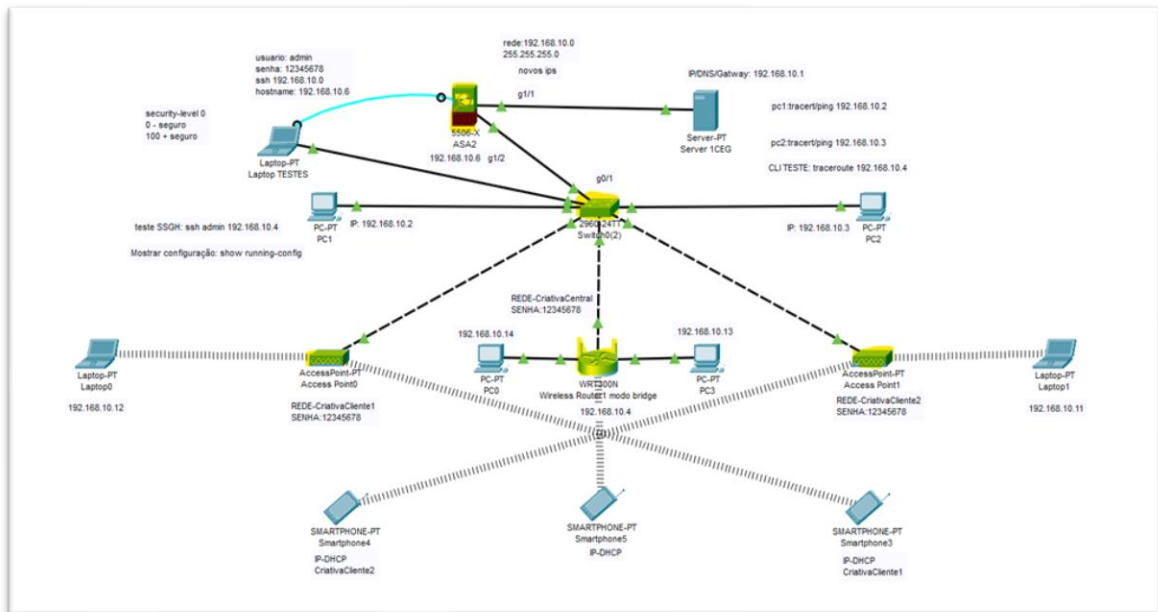 rede:192.168.10.0
255.255.255.0
novos ips
usuario: admin
senha: 12345678
ssh 192.168.10.0
hostname: 192.168.10.6
IP/DNS/Gatway: 192.168.10.1
g1/1
security-level 0
0 - seguro
100 + seguro
5506-X
ASA2
192.168.10.6
g1/2
Server-PT
Server 1CEG
pc1:tracert/ping 192.168.10.2
pc2:tracert/ping 192.168.10.3
CLI TESTE: traceroute 192.168.10.4
Laptop-PT
Laptop TESTES
g0/1
PC-PT
PC1
IP: 192.168.10.2
2960-24TT
Switch0(2)
IP: 192.168.10.3
PC-PT
PC2
teste SSGH: ssh admin 192.168.10.4
Mostrar configuração: show running-config
REDE-CriativaCentral
SENHA:12345678
192.168.10.14
192.168.10.13
Laptop-PT
Laptop0
192.168.10.12
AccessPoint-PT
Access Point0
REDE-CriativaCliente1
SENHA:12345678
PC-PT
PC0
WRT300N
Wireless Router1 modo bridge
192.168.10.4
PC-PT
PC3
AccessPoint-PT
Access Point1
REDE-CriativaCliente2
SENHA:12345678
Laptop-PT
Laptop1
192.168.10.11
SMARTPHONE-PT
Smartphone4
IP-DHCP
CriativaCliente2
SMARTPHONE-PT
Smartphone5
IP-DHCP
SMARTPHONE-PT
Smartphone3
IP-DHCP
CriativaCliente1